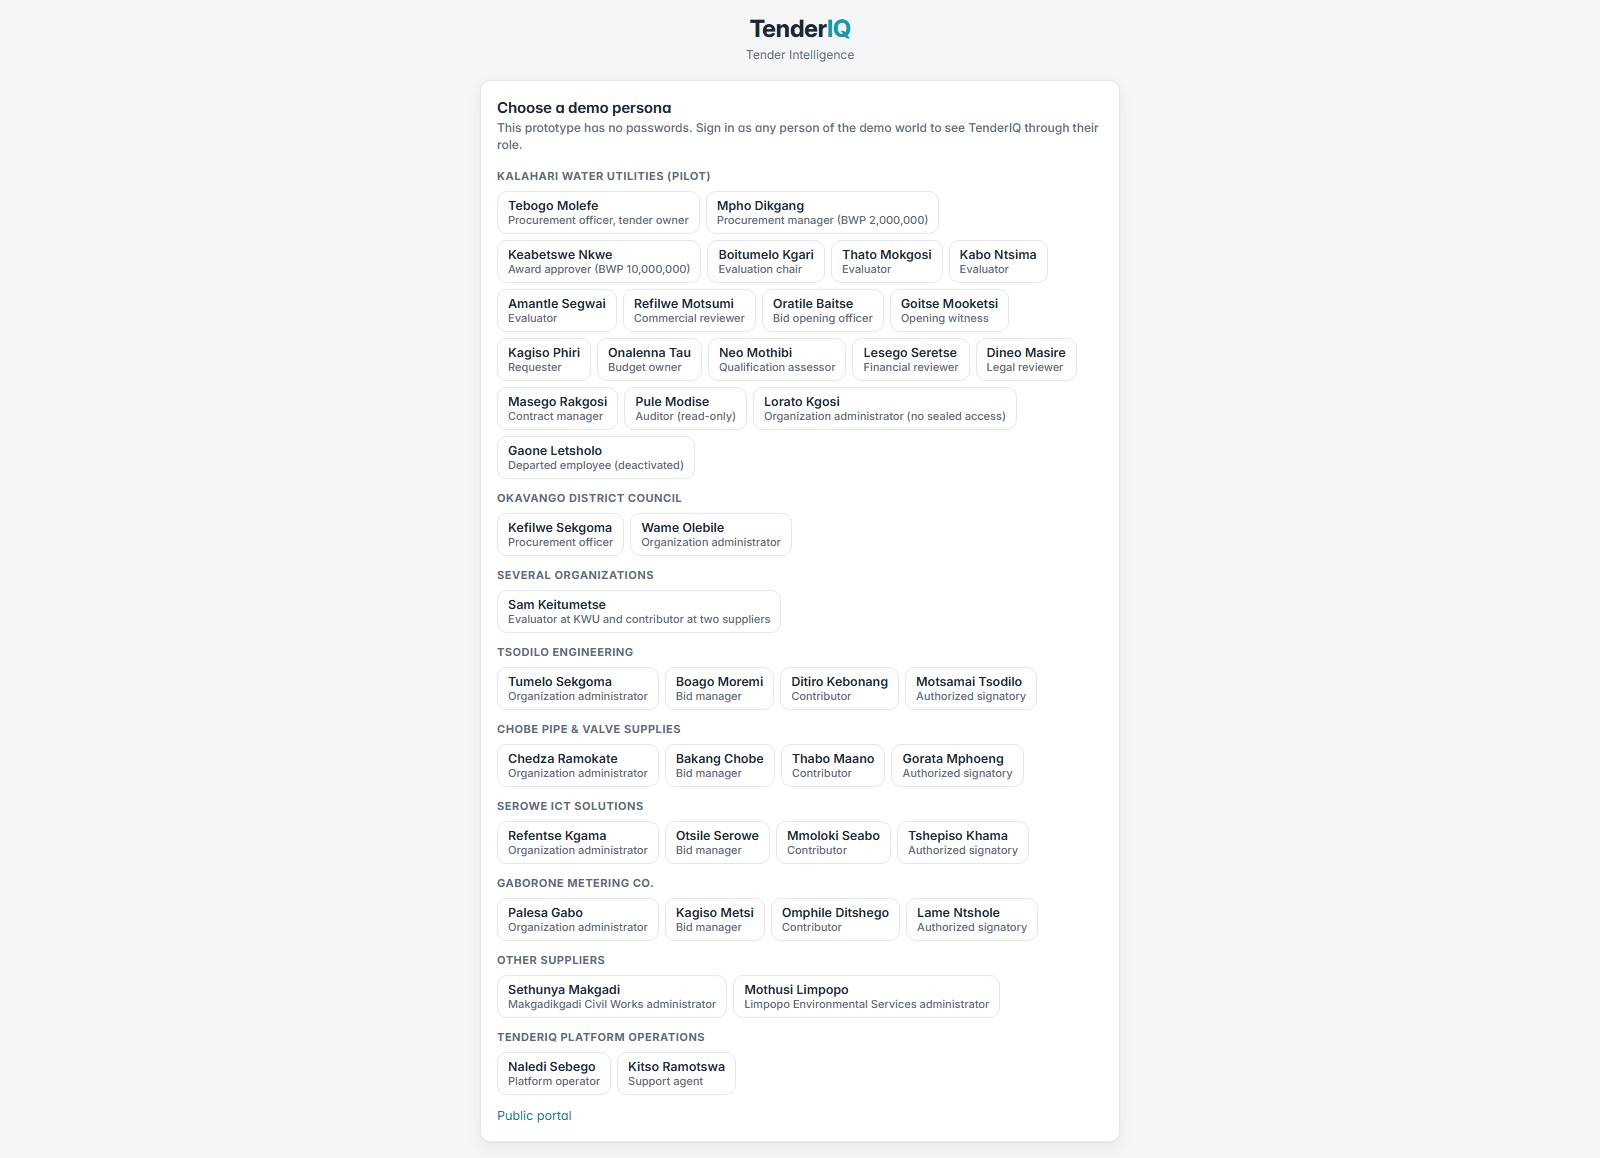 TenderIQ
Tender Intelligence
Choose a demo persona
This prototype has no passwords. Sign in as any person of the demo world to see TenderIQ through their
role.
KALAHARI WATER UTILITIES (PILOT)
Tebogo Molefe
Procurement officer, tender owner
Mpho Dikgang
Procurement manager (BWP 2,000,000)
Keabetswe Nkwe
Award approver (BWP 10,000,000)
Boitumelo Kgari
Evaluation chair
Thato Mokgosi
Evaluator
Kabo Ntsima
Evaluator
Amantle Segwai
Evaluator
Refilwe Motsumi
Commercial reviewer
Oratile Baitse
Bid opening officer
Goitse Mooketsi
Opening witness
Kagiso Phiri
Requester
Onalenna Tau
Budget owner
Neo Mothibi
Qualification assessor
Lesego Seretse
Financial reviewer
Dineo Masire
Legal reviewer
Masego Rakgosi
Contract manager
Pule Modise
Auditor (read-only)
Lorato Kgosi
Organization administrator (no sealed access)
Gaone Letsholo
Departed employee (deactivated)
OKAVANGO DISTRICT COUNCIL
Kefilwe Sekgoma
Procurement officer
Wame Olebile
Organization administrator
SEVERAL ORGANIZATIONS
Sam Keitumetse
Evaluator at KWU and contributor at two suppliers
TSODILO ENGINEERING
Tumelo Sekgoma
Organization administrator
Boago Moremi
Bid manager
Ditiro Kebonang
Contributor
Motsamai Tsodilo
Authorized signatory
CHOBE PIPE & VALVE SUPPLIES
Chedza Ramokate
Organization administrator
Bakang Chobe
Bid manager
Thabo Maano
Contributor
Gorata Mphoeng
Authorized signatory
SEROWE ICT SOLUTIONS
Refentse Kgama
Organization administrator
Otsile Serowe
Bid manager
Mmoloki Seabo
Contributor
Tshepiso Khama
Authorized signatory
GABORONE METERING CO.
Palesa Gabo
Organization administrator
Kagiso Metsi
Bid manager
Omphile Ditshego
Contributor
Lame Ntshole
Authorized signatory
OTHER SUPPLIERS
Sethunya Makgadi
Makgadikgadi Civil Works administrator
Mothusi Limpopo
Limpopo Environmental Services administrator
TENDERIQ PLATFORM OPERATIONS
Naledi Sebego
Platform operator
Kitso Ramotswa
Support agent
Public portal